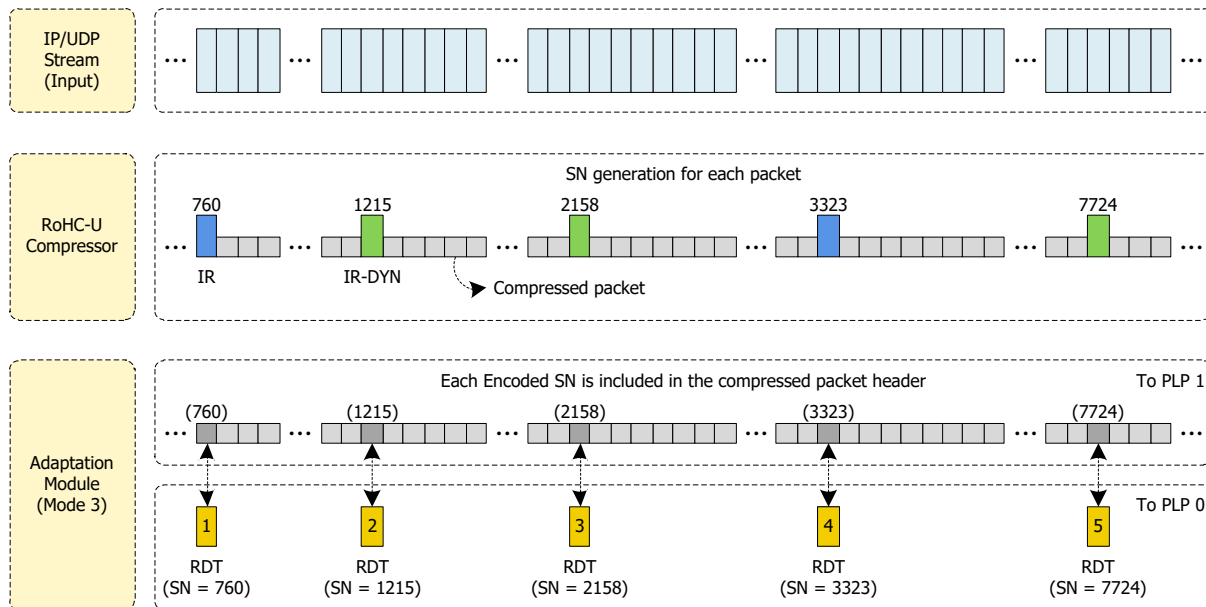 IP/UDP
Stream
(Input)
... ... ... ... ... ...
RoHC-U
Compressor
SN generation for each packet
760 1215 2158 3323 7724
... ... ... ... ... ...
IR IR-DYN
Compressed packet
Adaptation
Module
(Mode 3)
Each Encoded SN is included in the compressed packet header To PLP 1
(760) (1215) (2158) (3323) (7724)
... ... ... ... ... ...
To PLP 0
1 2 3 4 5
RDT RDT RDT RDT RDT
(SN = 760) (SN = 1215) (SN = 2158) (SN = 3323) (SN = 7724)